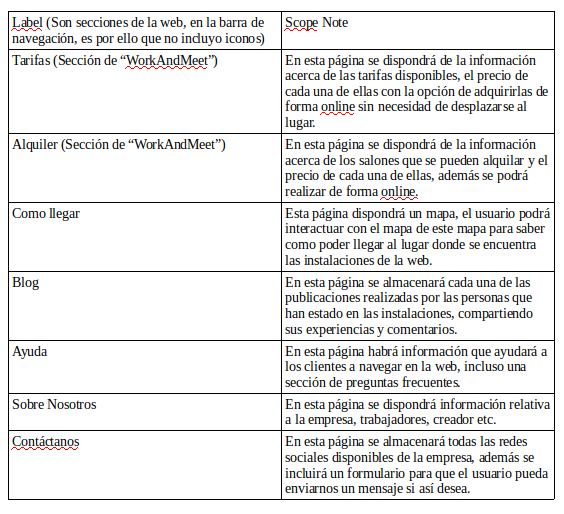 Label (Son secciones de la web, en la barra de
navegación, es por ello que no incluyo iconos)
Scope Note
Tarifas (Sección de “WorkAndMeet”)
En esta página se dispondrá de la información
acerca de las tarifas disponibles, el precio de
cada una de ellas con la opción de adquirirlas de
forma online sin necesidad de desplazarse al
lugar.
Alquiler (Sección de “WorkAndMeet”)
En esta página se dispondrá de la información
acerca de los salones que se pueden alquilar y el
precio de cada una de ellas, además se podrá
realizar de forma online.
Como llegar
Esta página dispondrá un mapa, el usuario podrá
interactuar con el mapa de este mapa para saber
como poder llegar al lugar donde se encuentra
las instalaciones de la web.
Blog
En esta página se almacenará cada una de las
publicaciones realizadas por las personas que
han estado en las instalaciones, compartiendo
sus experiencias y comentarios.
Ayuda
En esta página habrá información que ayudará a
los clientes a navegar en la web, incluso una
sección de preguntas frecuentes.
Sobre Nosotros
En esta página se dispondrá información relativa
a la empresa, trabajadores, creador etc.
Contáctanos
En esta página se almacenará todas las redes
sociales disponibles de la empresa, además se
incluirá un formulario para que el usuario pueda
enviarnos un mensaje si así desea.